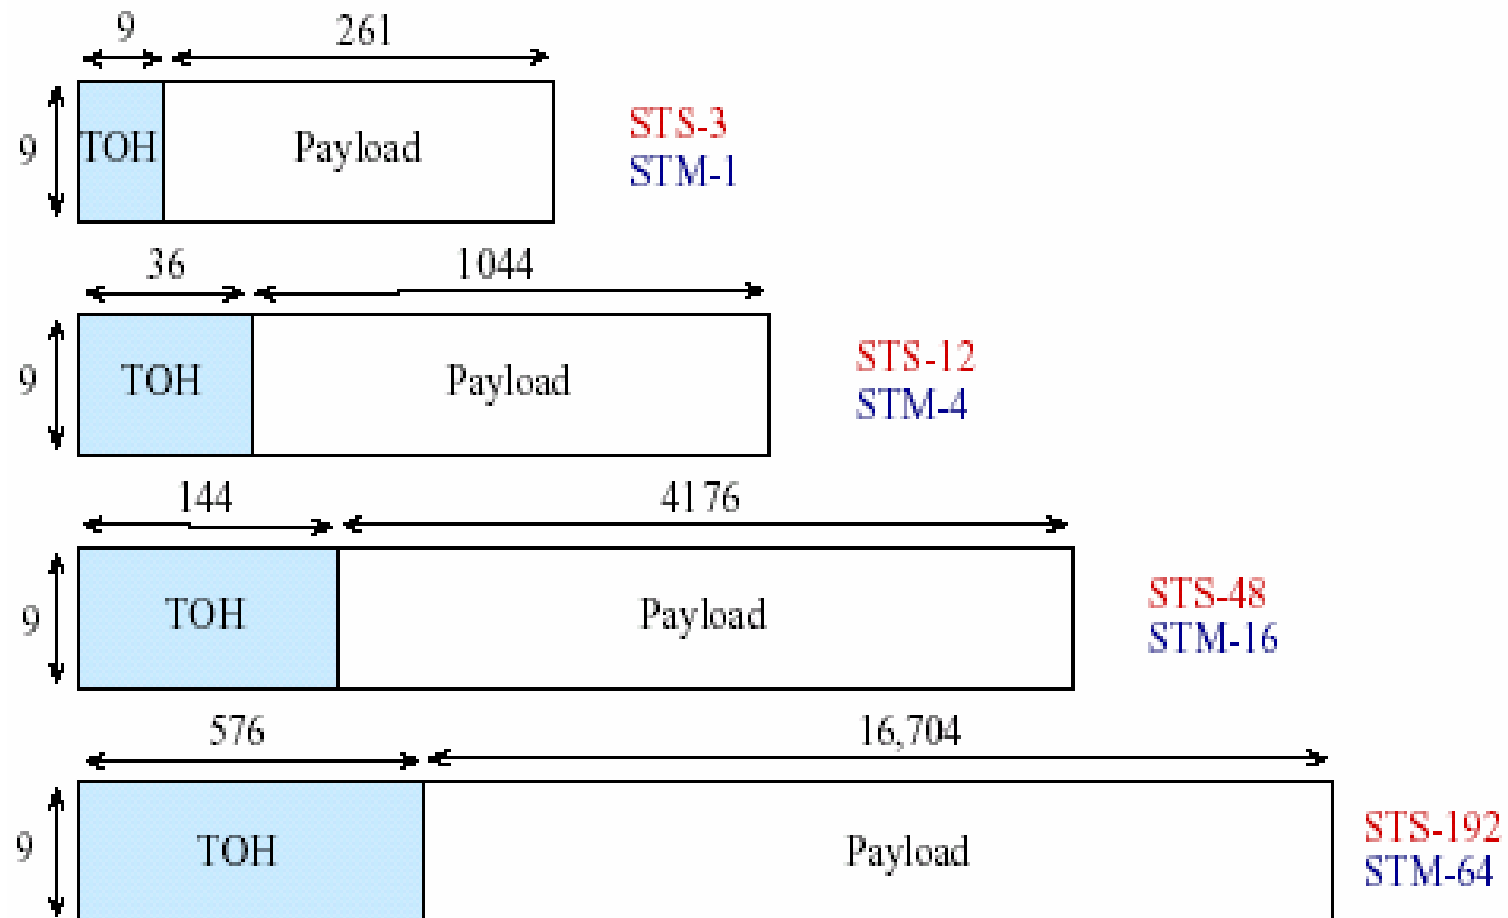 9 261
9 TOH Payload STS-3
STM-1
36 1044
9 TOH Payload STS-12
STM-4
144 4176
9 TOH Payload STS-48
STM-16
576 16,704
9 TOH Payload STS-192
STM-64